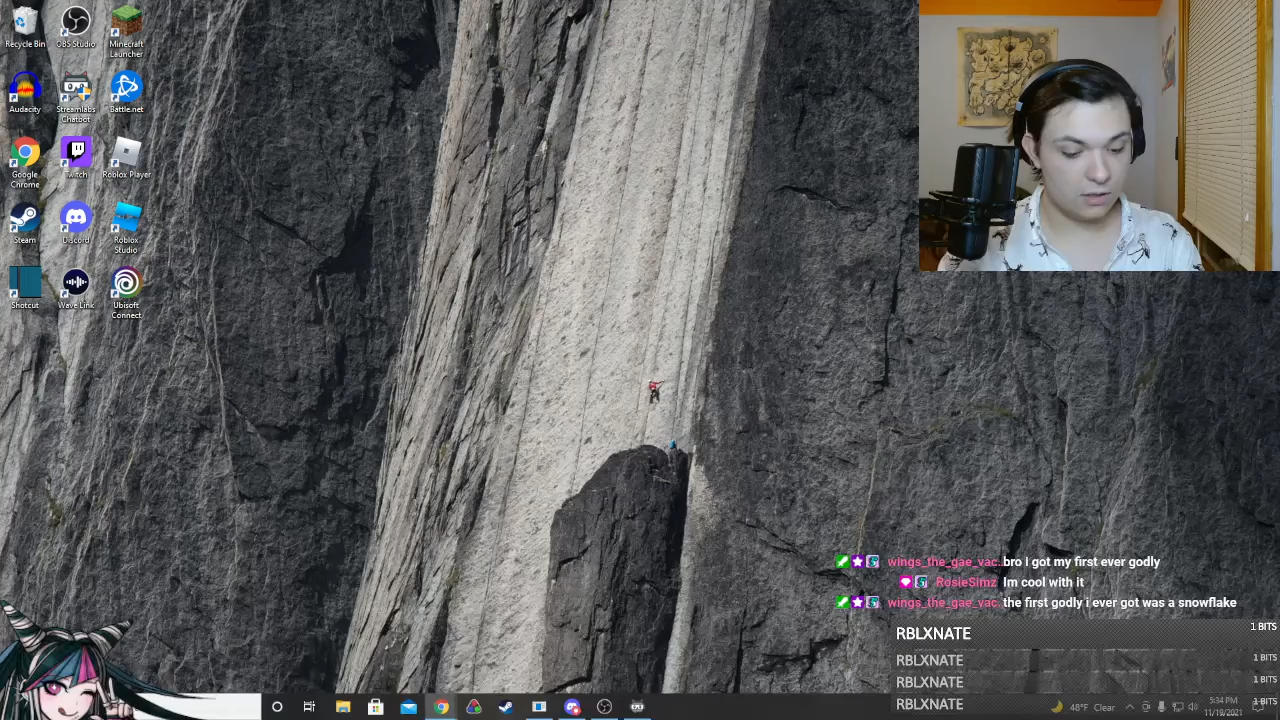 Recycle Bin
OBS Studio
Minecraft
Launcher
Audacity
Streamlabs
Chatbot
Battle.net
Google
Chrome
Twitch
Roblox Player
Steam
Discord
Roblox
Studio
Shotcut
Wave Link
Ubisoft
Connect
wings_the_gae_vac.. bro i got my first ever godly
RosieSimz Im cool with it
wings_the_gae_vac.. the first godly i ever got was a snowflake
RBLXNATE 1 BITS
RBLXNATE 1 BITS
RBLXNATE 1 BITS
RBLXNATE 1 BITS
48°F Clear
5:34 PM
11/19/2021